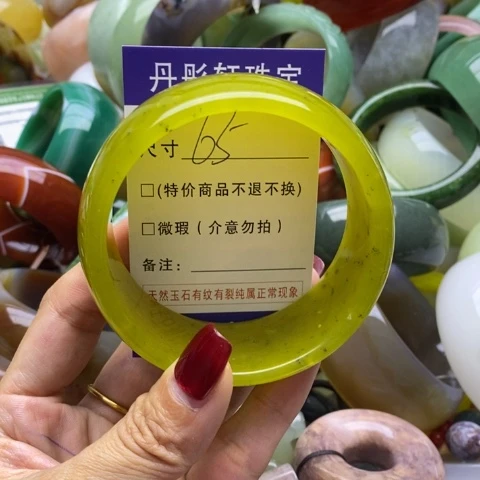 丹彤轩珠宝
尺寸 65
□(特价商品不退不换)
□微瑕（介意勿拍）
备注：
天然玉石有纹有裂纯属正常现象